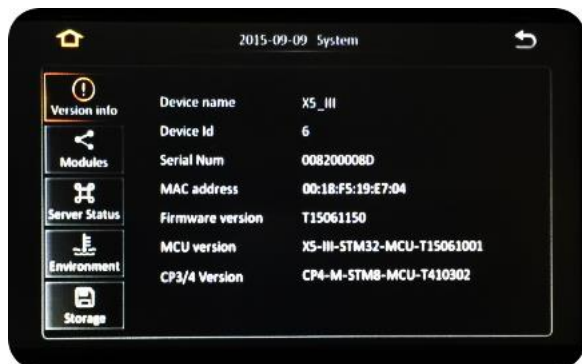 2015-09-09 System
Version info
Modules
Server Status
Environment
Storage
Device name X5_III
Device Id 6
Serial Num 008200008D
MAC address 00:18:F5:19:E7:04
Firmware version T15061150
MCU version X5-III-STM32-MCU-T15061001
CP3/4 Version CP4-M-STM8-MCU-T410302